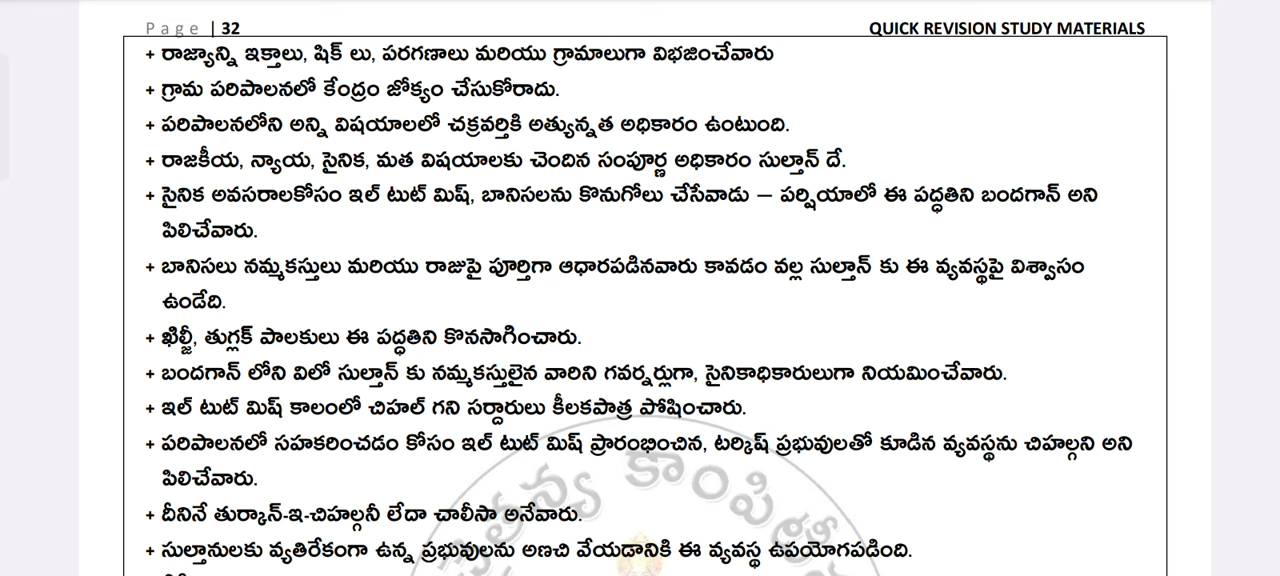 Page | 32
QUICK REVISION STUDY MATERIALS
+ రాజ్యాన్ని ఇక్తాలు, షిక్ లు, పరగణాలు మరియు గ్రామాలుగా విభజించేవారు
+ గ్రామ పరిపాలనలో కేంద్రం జోక్యం చేసుకోరాదు.
+ పరిపాలనలోని అన్ని విషయాలలో చక్రవర్తికి అత్యున్నత అధికారం ఉంటుంది.
+ రాజకీయ, న్యాయ, సైనిక, మత విషయాలకు చెందిన సంపూర్ణ అధికారం సుల్తాన్ దే.
+ సైనిక అవసరాలకోసం ఇల్ టుట్ మిష్, బానిసలను కొనుగోలు చేసేవాడు – పర్షియాలో ఈ పద్ధతిని బందగాన్ అని
పిలిచేవారు.
+ బానిసలు నమ్మకస్తులు మరియు రాజుపై పూర్తిగా ఆధారపడినవారు కావడం వల్ల సుల్తాన్ కు ఈ వ్యవస్థపై విశ్వాసం
ఉండేది.
+ ఖిల్జీ, తుగ్లక్ పాలకులు ఈ పద్ధతిని కొనసాగించారు.
+ బందగాన్ లోని విలో సుల్తాన్ కు నమ్మకస్తులైన వారిని గవర్నర్లుగా, సైనికాధికారులుగా నియమించేవారు.
+ ఇల్ టుట్ మిష్ కాలంలో చిహల్ గని సర్దారులు కీలకపాత్ర పోషించారు.
+ పరిపాలనలో సహకరించడం కోసం ఇల్ టుట్ మిష్ ప్రారంభించిన, టర్కిష్ ప్రభువులతో కూడిన వ్యవస్థను చిహల్గని అని
పిలిచేవారు.
+ దీనినే తుర్కాన్-ఇ-చిహల్గనీ లేదా చాలీసా అనేవారు.
+ సుల్తానులకు వ్యతిరేకంగా ఉన్న ప్రభువులను అణచి వేయడానికి ఈ వ్యవస్థ ఉపయోగపడింది.